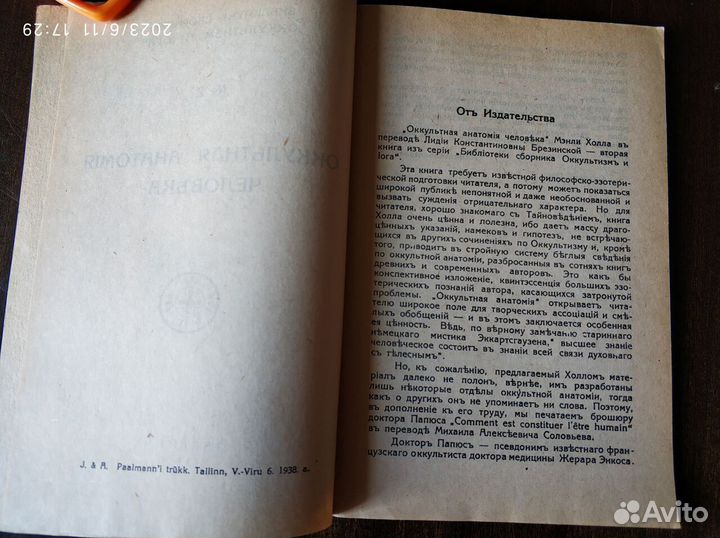 2023/6/11 17:29
J. & A. Paalmann'i trükk. Tallinn, V.-Viru 6. 1938. a.
Отъ Издательства
„Оккультная анатомія человѣка" Мэнли Холла въ
переводѣ Лидіи Константиновны Брезинской — вторая
книга изъ серіи „Библіотеки сборника Оккультизмъ и
Іога".
Эта книга требуетъ извѣстной философско-эзотери-
ческой подготовки читателя, а потому можетъ показаться
широкой публикѣ непонятной и даже необоснованной и
вызвать сужденія отрицательнаго характера. Но для
читателя, хорошо знакомаго съ Тайновѣдѣніемъ, книга
Холла очень цѣнна и полезна, ибо даетъ массу драго-
цѣнныхъ указаній, намековъ и гипотезъ, не встрѣчаю-
щихся въ другихъ сочиненіяхъ по Оккультизму и, кромѣ
того, приводитъ въ стройную систему бѣглыя свѣдѣнія
по оккультной анатоміи, разбросанныя въ сотняхъ книгъ
древнихъ и современныхъ авторовъ. Это какъ бы
конспективное изложеніе, квинтэссенція большихъ эзо-
терическихъ познаній автора, касающихся затронутой
проблемы. „Оккультная анатомія" открываетъ чита-
телю широкое поле для творческихъ ассоціацій и смѣ-
лыхъ обобщеній — и въ этомъ заключается особенная
ея цѣнность. Вѣдь, по вѣрному замѣчанію стариннаго
нѣмецкаго мистика Эккартсгаузена, „высшее знаніе
человѣческое состоитъ въ знаніи всей связи духовнаго
съ тѣлеснымъ".
Но, къ сожалѣнію, предлагаемый Холломъ мате-
ріалъ далеко не полонъ, вѣрнѣе, имъ разработаны
лишь нѣкоторые отдѣлы оккультной анатоміи, тогда
какъ о другихъ онъ не упоминаетъ ни слова. Поэтому,
въ дополненіе къ его труду, мы печатаемъ брошюру
доктора Папюса „Comment est constituer l'être humain"
въ переводѣ Михаила Алексѣевича Соловьева.
Докторъ Папюсъ — псевдонимъ извѣстнаго фран-
цузскаго оккультиста доктора медицины Жерара Энкоса.
Avito